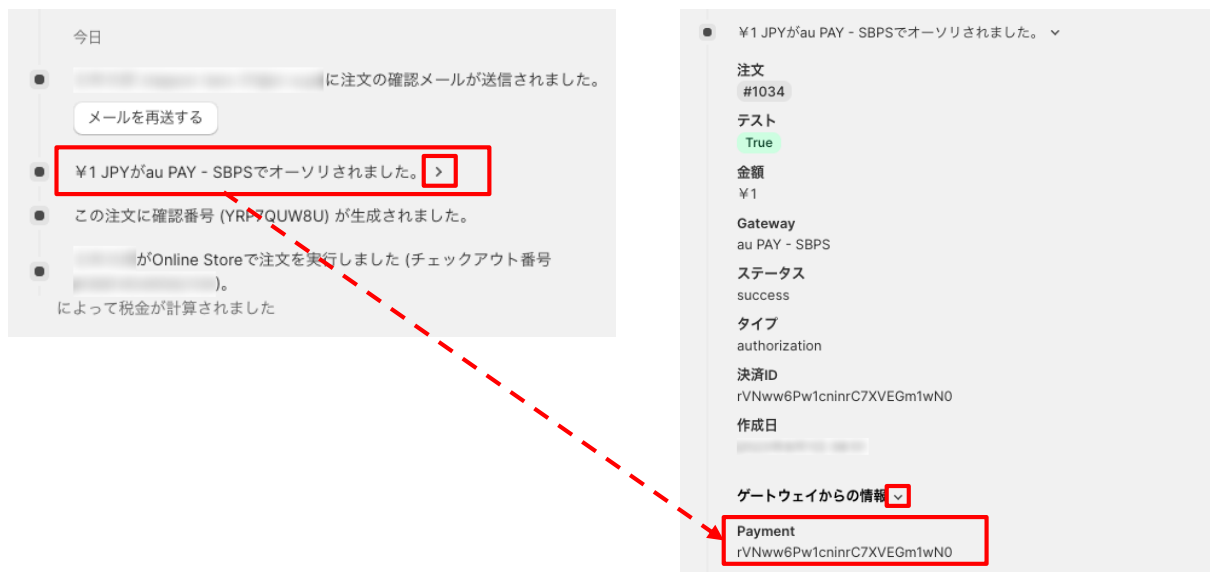 今日
に注文の確認メールが送信されました。
メールを再送する
¥1 JPYがau PAY - SBPSでオーソリされました。
この注文に確認番号 (YRP7QUW8U) が生成されました。
がOnline Storeで注文を実行しました (チェックアウト番号
)。
によって税金が計算されました
¥1 JPYがau PAY - SBPSでオーソリされました。
注文
#1034
テスト
True
金額
¥1
Gateway
au PAY - SBPS
ステータス
success
タイプ
authorization
決済ID
rVNww6Pw1cninrC7XVEGm1wN0
作成日
ゲートウェイからの情報
Payment
rVNww6Pw1cninrC7XVEGm1wN0